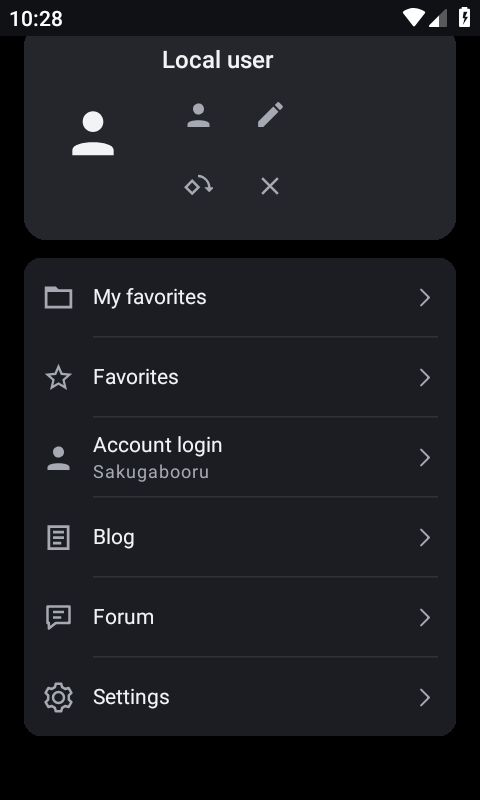 10:28
Local user
My favorites
Favorites
Account login
Sakugabooru
Blog
Forum
Settings